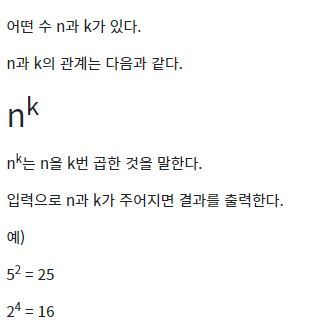 어떤 수 n과 k가 있다.
n과 k의 관계는 다음과 같다.
n^k
n^k는 n을 k번 곱한 것을 말한다.
입력으로 n과 k가 주어지면 결과를 출력한다.
예)
5^2 = 25
2^4 = 16